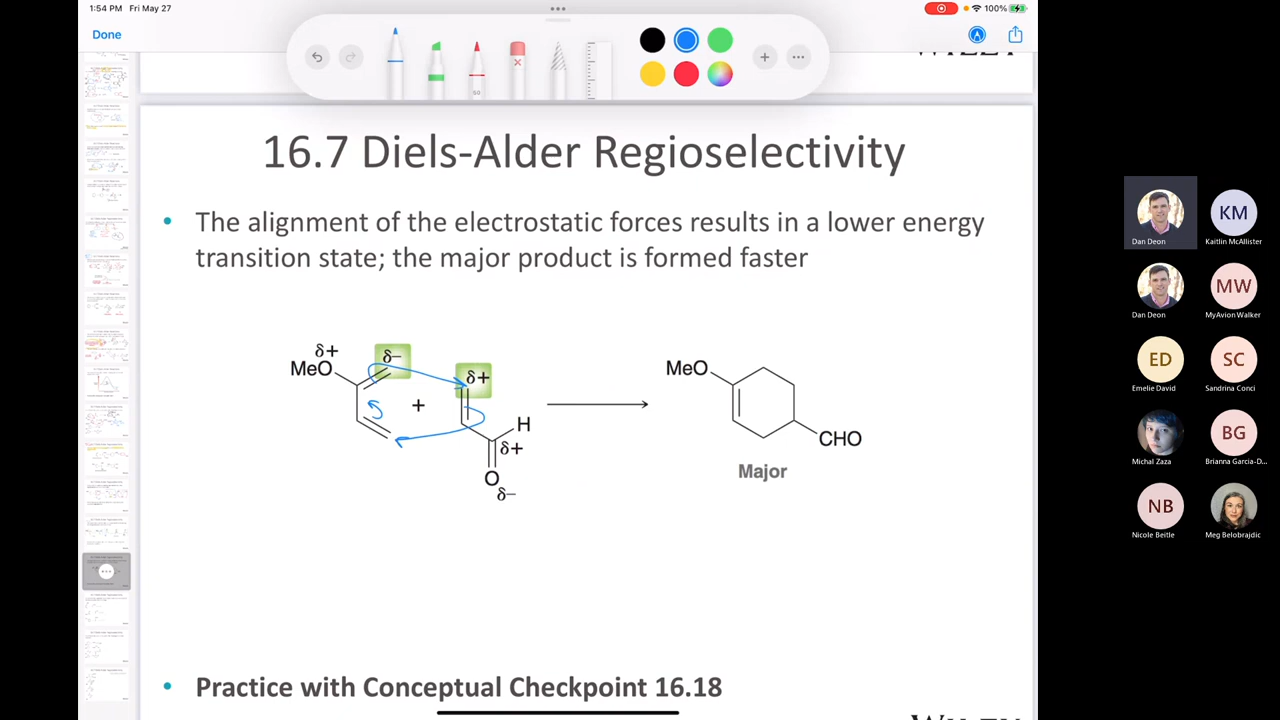 1:54 PM Fri May 27
100%
Done
16.7 Diels-Alder Regioselectivity
• The alignment of the electrostatic forces results in a lower energy
transition state; the major product is formed faster
δ+
MeO
δ−
δ+
+
H
δ+
O
δ−
MeO
CHO
Major
• Practice with Conceptual Checkpoint 16.18
Dan Deon
KM
Kaitlin McAllister
Dan Deon
MW
MyAvion Walker
ED
Emelie David
SC
Sandrina Conci
Michal Zaza
BG
Brianna Garcia-D...
NB
Nicole Beitle
Meg Belobrajdic